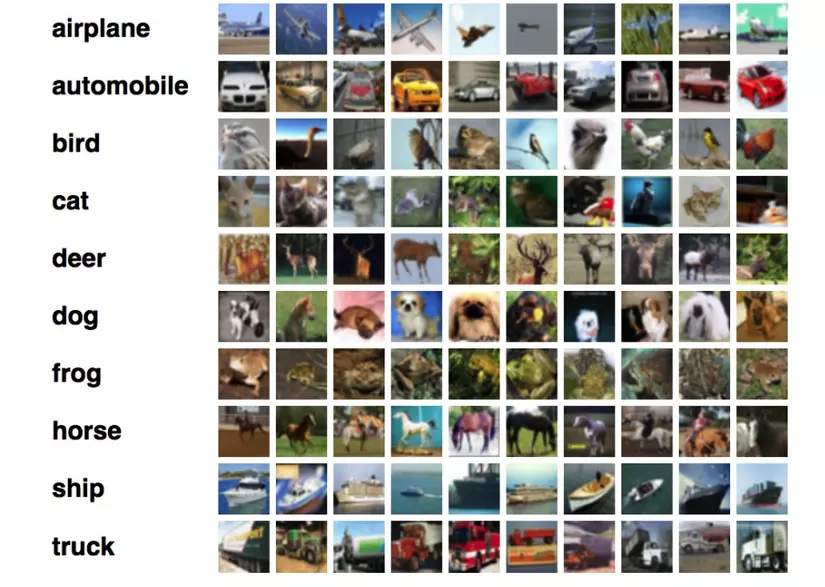 airplane
automobile
bird
cat
deer
dog
frog
horse
ship
truck